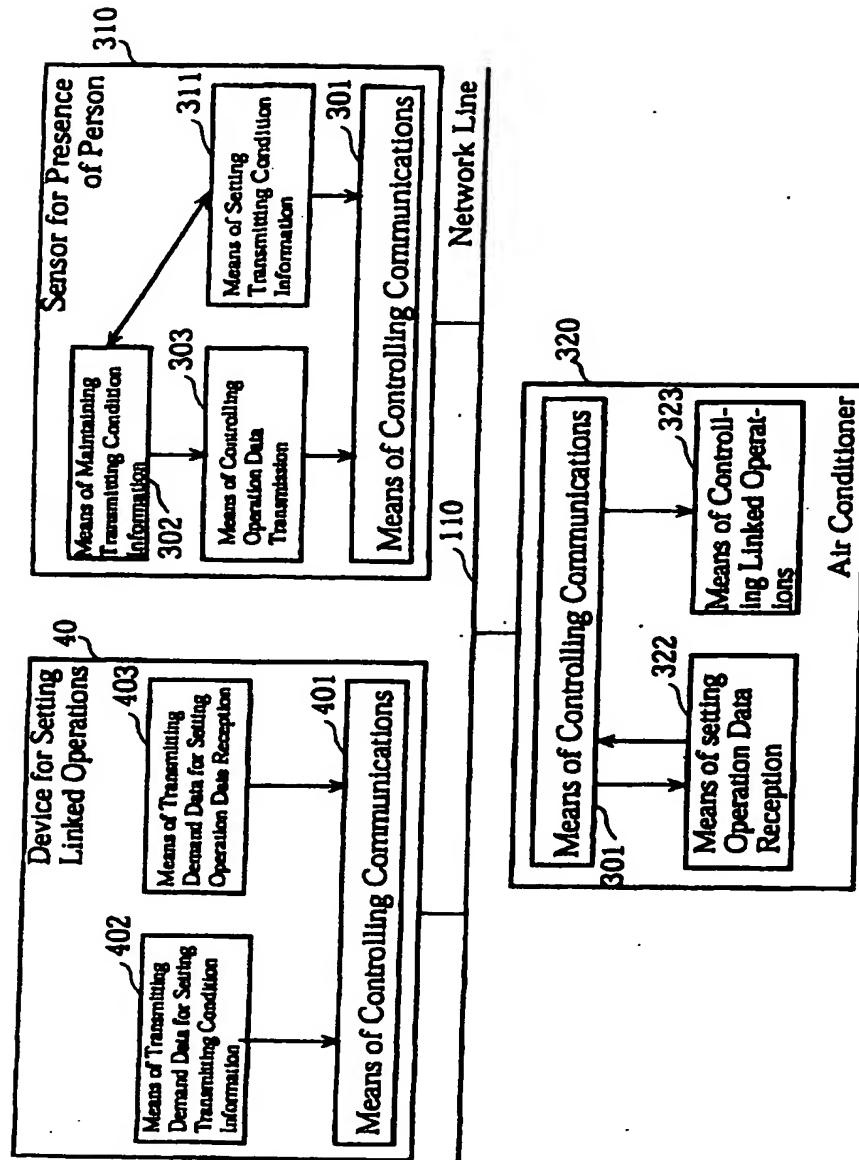 Device for Setting
Linked Operations
40
402
Means of Transmitting
Demand Data for Setting
Transmitting Condition
Information
403
Means of Transmitting
Demand Data for Setting
Operation Data Reception
401
Means of Controlling Communications
Sensor for Presence
of Person
310
Means of Maintaining
Transmitting Condition
Information
302
303
Means of Controlling
Operation Data
Transmission
311
Means of Setting
Transmitting Condition
Information
301
Means of Controlling Communications
110
Network Line
320
Means of Controlling Communications
301
322
Means of setting
Operation Data
Reception
323
Means of Controll-
ing Linked Operat-
ions
Air Conditioner